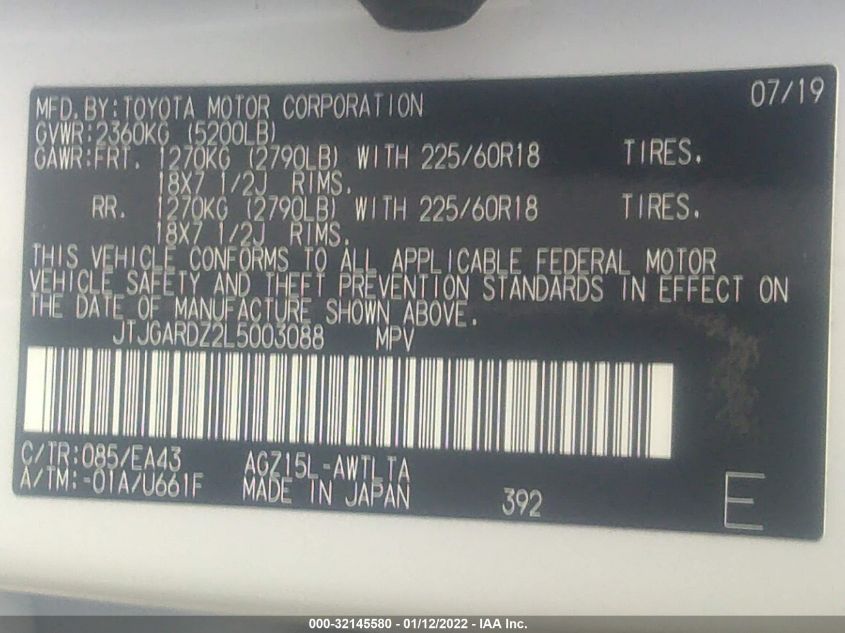 07/19
MFD.BY:TOYOTA MOTOR CORPORATION
GVWR:2360KG (5200LB)
GAWR:FRT. 1270KG (2790LB) WITH 225/60R18 TIRES.
18X7 1/2J RIMS.
RR. 1270KG (2790LB) WITH 225/60R18 TIRES.
18X7 1/2J RIMS.
THIS VEHICLE CONFORMS TO ALL APPLICABLE FEDERAL MOTOR
VEHICLE SAFETY AND THEFT PREVENTION STANDARDS IN EFFECT ON
THE DATE OF MANUFACTURE SHOWN ABOVE.
JTJGARDZ2L5003088 MPV
C/TR:085/EA43 AGZ15L-AWTLTA
A/TM:-01A/U661F MADE IN JAPAN 392 E
000-32145580 - 01/12/2022 - IAA Inc.